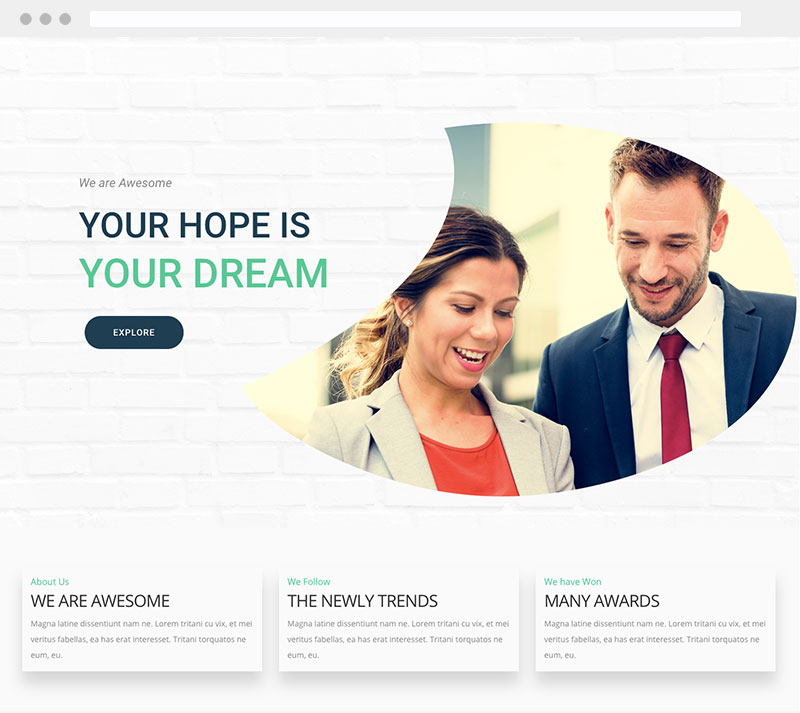 We are Awesome
YOUR HOPE IS
YOUR DREAM
EXPLORE
About Us
WE ARE AWESOME
Magna latine dissentiunt nam ne. Lorem tritani cu vix, et mei
veritus fabellas, ea has erat interesset. Tritani torquatos ne
eum, eu.
We Follow
THE NEWLY TRENDS
Magna latine dissentiunt nam ne. Lorem tritani cu vix, et mei
veritus fabellas, ea has erat interesset. Tritani torquatos ne
eum, eu.
We have Won
MANY AWARDS
Magna latine dissentiunt nam ne. Lorem tritani cu vix, et mei
veritus fabellas, ea has erat interesset. Tritani torquatos ne
eum, eu.